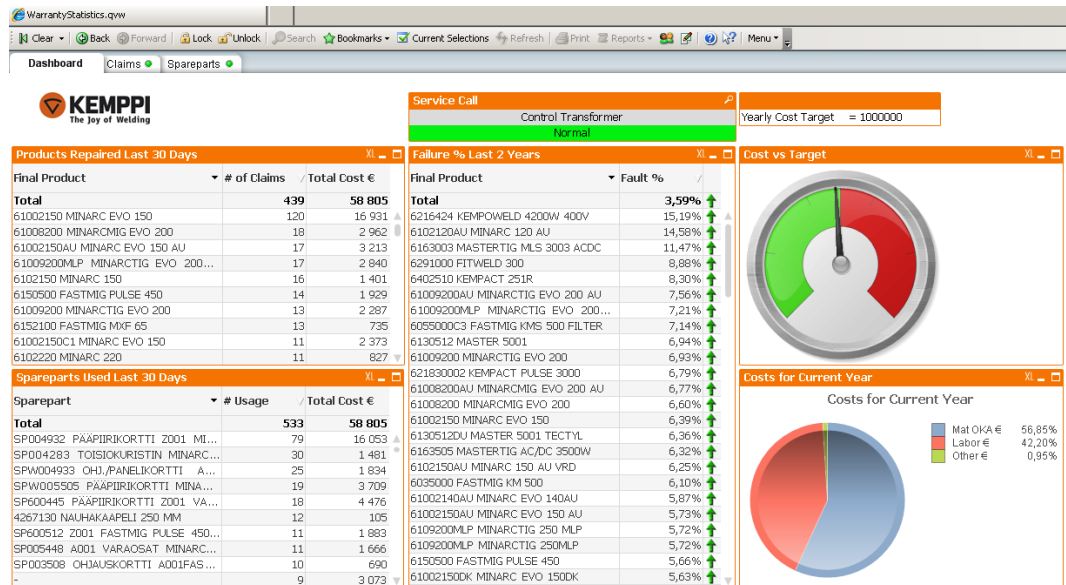 WarrantyStatistics.qvw
Clear Back Forward Lock Unlock Search Bookmarks Current Selections Refresh Print Reports Menu
Dashboard Claims Spareparts
KEMPPI
The Joy of Welding
Service Call
Control Transformer
Normal
Yearly Cost Target = 1000000
Products Repaired Last 30 Days XL
Final Product # of Claims Total Cost €
Total 439 58 805
61002150 MINARC EVO 150 120 16 931
61008200 MINARCMIG EVO 200 18 2 962
61002150AU MINARC EVO 150 AU 17 3 213
61009200MLP MINARCTIG EVO 200... 17 2 840
6102150 MINARC 150 16 1 401
6150500 FASTMIG PULSE 450 14 1 929
61009200 MINARCTIG EVO 200 13 2 287
6152100 FASTMIG MXF 65 13 735
61002150C1 MINARC EVO 150 11 2 373
6102220 MINARC 220 11 827
Spareparts Used Last 30 Days XL
Sparepart # Usage Total Cost €
Total 533 58 805
SP004932 PÄÄPIIRIKORTTI Z001 MI... 79 16 053
SP004283 TOISIOKURISTIN MINARC... 30 1 481
SPW004933 OHJ./PANELIKORTTI A... 25 1 834
SPW005505 PÄÄPIIRIKORTTI MINA... 19 3 709
SP600445 PÄÄPIIRIKORTTI Z001 VA... 18 4 476
4267130 NAUHAKAAPELI 250 MM 12 105
SP600512 Z001 FASTMIG PULSE 450... 11 1 883
SP005448 A001 VARAOSAT MINARC... 11 1 666
SP003508 OHJAUSKORTTI A001FAS... 10 690
- 9 3 073
Failure % Last 2 Years XL
Final Product Fault %
Total 3,59%
6216424 KEMPOWELD 4200W 400V 15,19%
6102120AU MINARC 120 AU 14,58%
6163003 MASTERTIG MLS 3003 ACDC 11,47%
6291000 FITWELD 300 8,88%
6402510 KEMPACT 251R 8,30%
61009200AU MINARCTIG EVO 200 AU 7,56%
61009200MLP MINARCTIG EVO 200... 7,21%
6055000C3 FASTMIG KMS 500 FILTER 7,14%
6130512 MASTER 5001 6,94%
61009200 MINARCTIG EVO 200 6,93%
621830002 KEMPACT PULSE 3000 6,79%
61008200AU MINARCMIG EVO 200 AU 6,77%
61008200 MINARCMIG EVO 200 6,60%
61002150 MINARC EVO 150 6,39%
6130512DU MASTER 5001 TECTYL 6,36%
6163505 MASTERTIG AC/DC 3500W 6,32%
6102150AU MINARC 150 AU VRD 6,25%
6035000 FASTMIG KM 500 6,10%
61002140AU MINARC EVO 140AU 5,87%
61002150AU MINARC EVO 150 AU 5,73%
6109200MLP MINARCTIG 250 MLP 5,72%
6109200MLP MINARCTIG 250MLP 5,72%
6150500 FASTMIG PULSE 450 5,66%
61002150DK MINARC EVO 150DK 5,63%
Cost vs Target XL
Costs for Current Year XL
Costs for Current Year
Mat OKA € 56,85%
Labor € 42,20%
Other € 0,95%